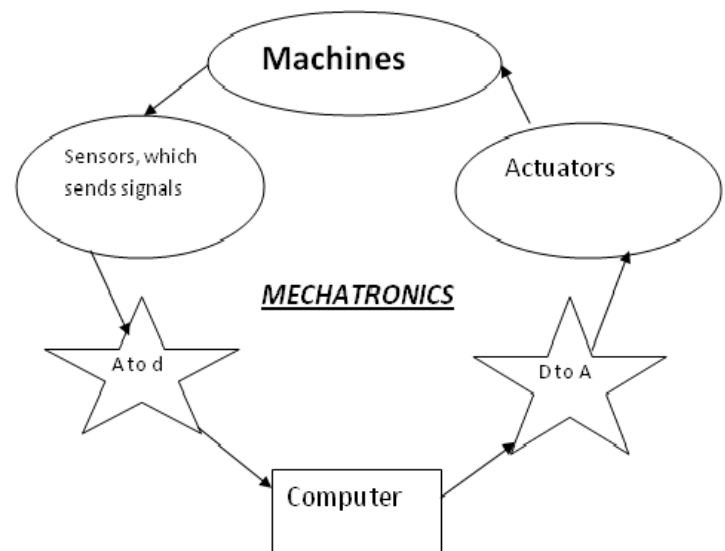 Machines
Sensors, which
sends signals
Actuators
MECHATRONICS
A to d
D to A
Computer